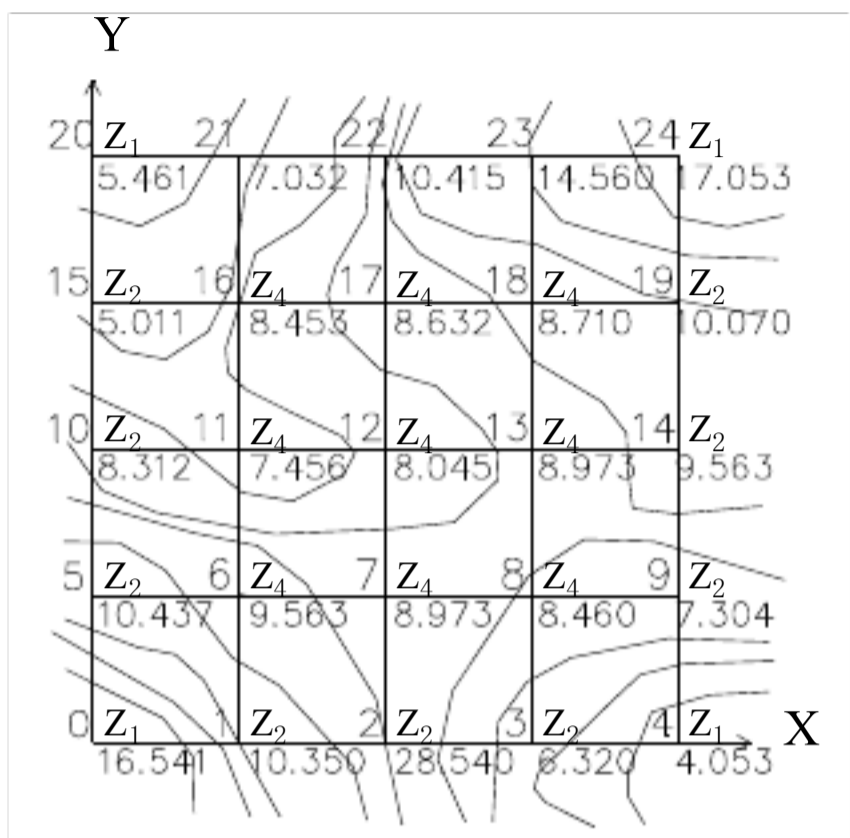 Y
20 Z₁ 21 22 23 24 Z₁
5.461 7.032 10.415 14.560 17.053
15 Z₂ 16 Z₄ 17 Z₄ 18 Z₄ 19 Z₂
5.011 8.453 8.632 8.710 10.070
10 Z₂ 11 Z₄ 12 Z₄ 13 Z₄ 14 Z₂
8.312 7.456 8.045 8.973 9.563
5 Z₂ 6 Z₄ 7 Z₄ 8 Z₄ 9 Z₂
10.437 9.563 8.973 8.460 7.304
0 Z₁ 1 Z₂ 2 Z₂ 3 Z₂ 4 Z₁ X
16.541 10.350 28.540 6.320 4.053